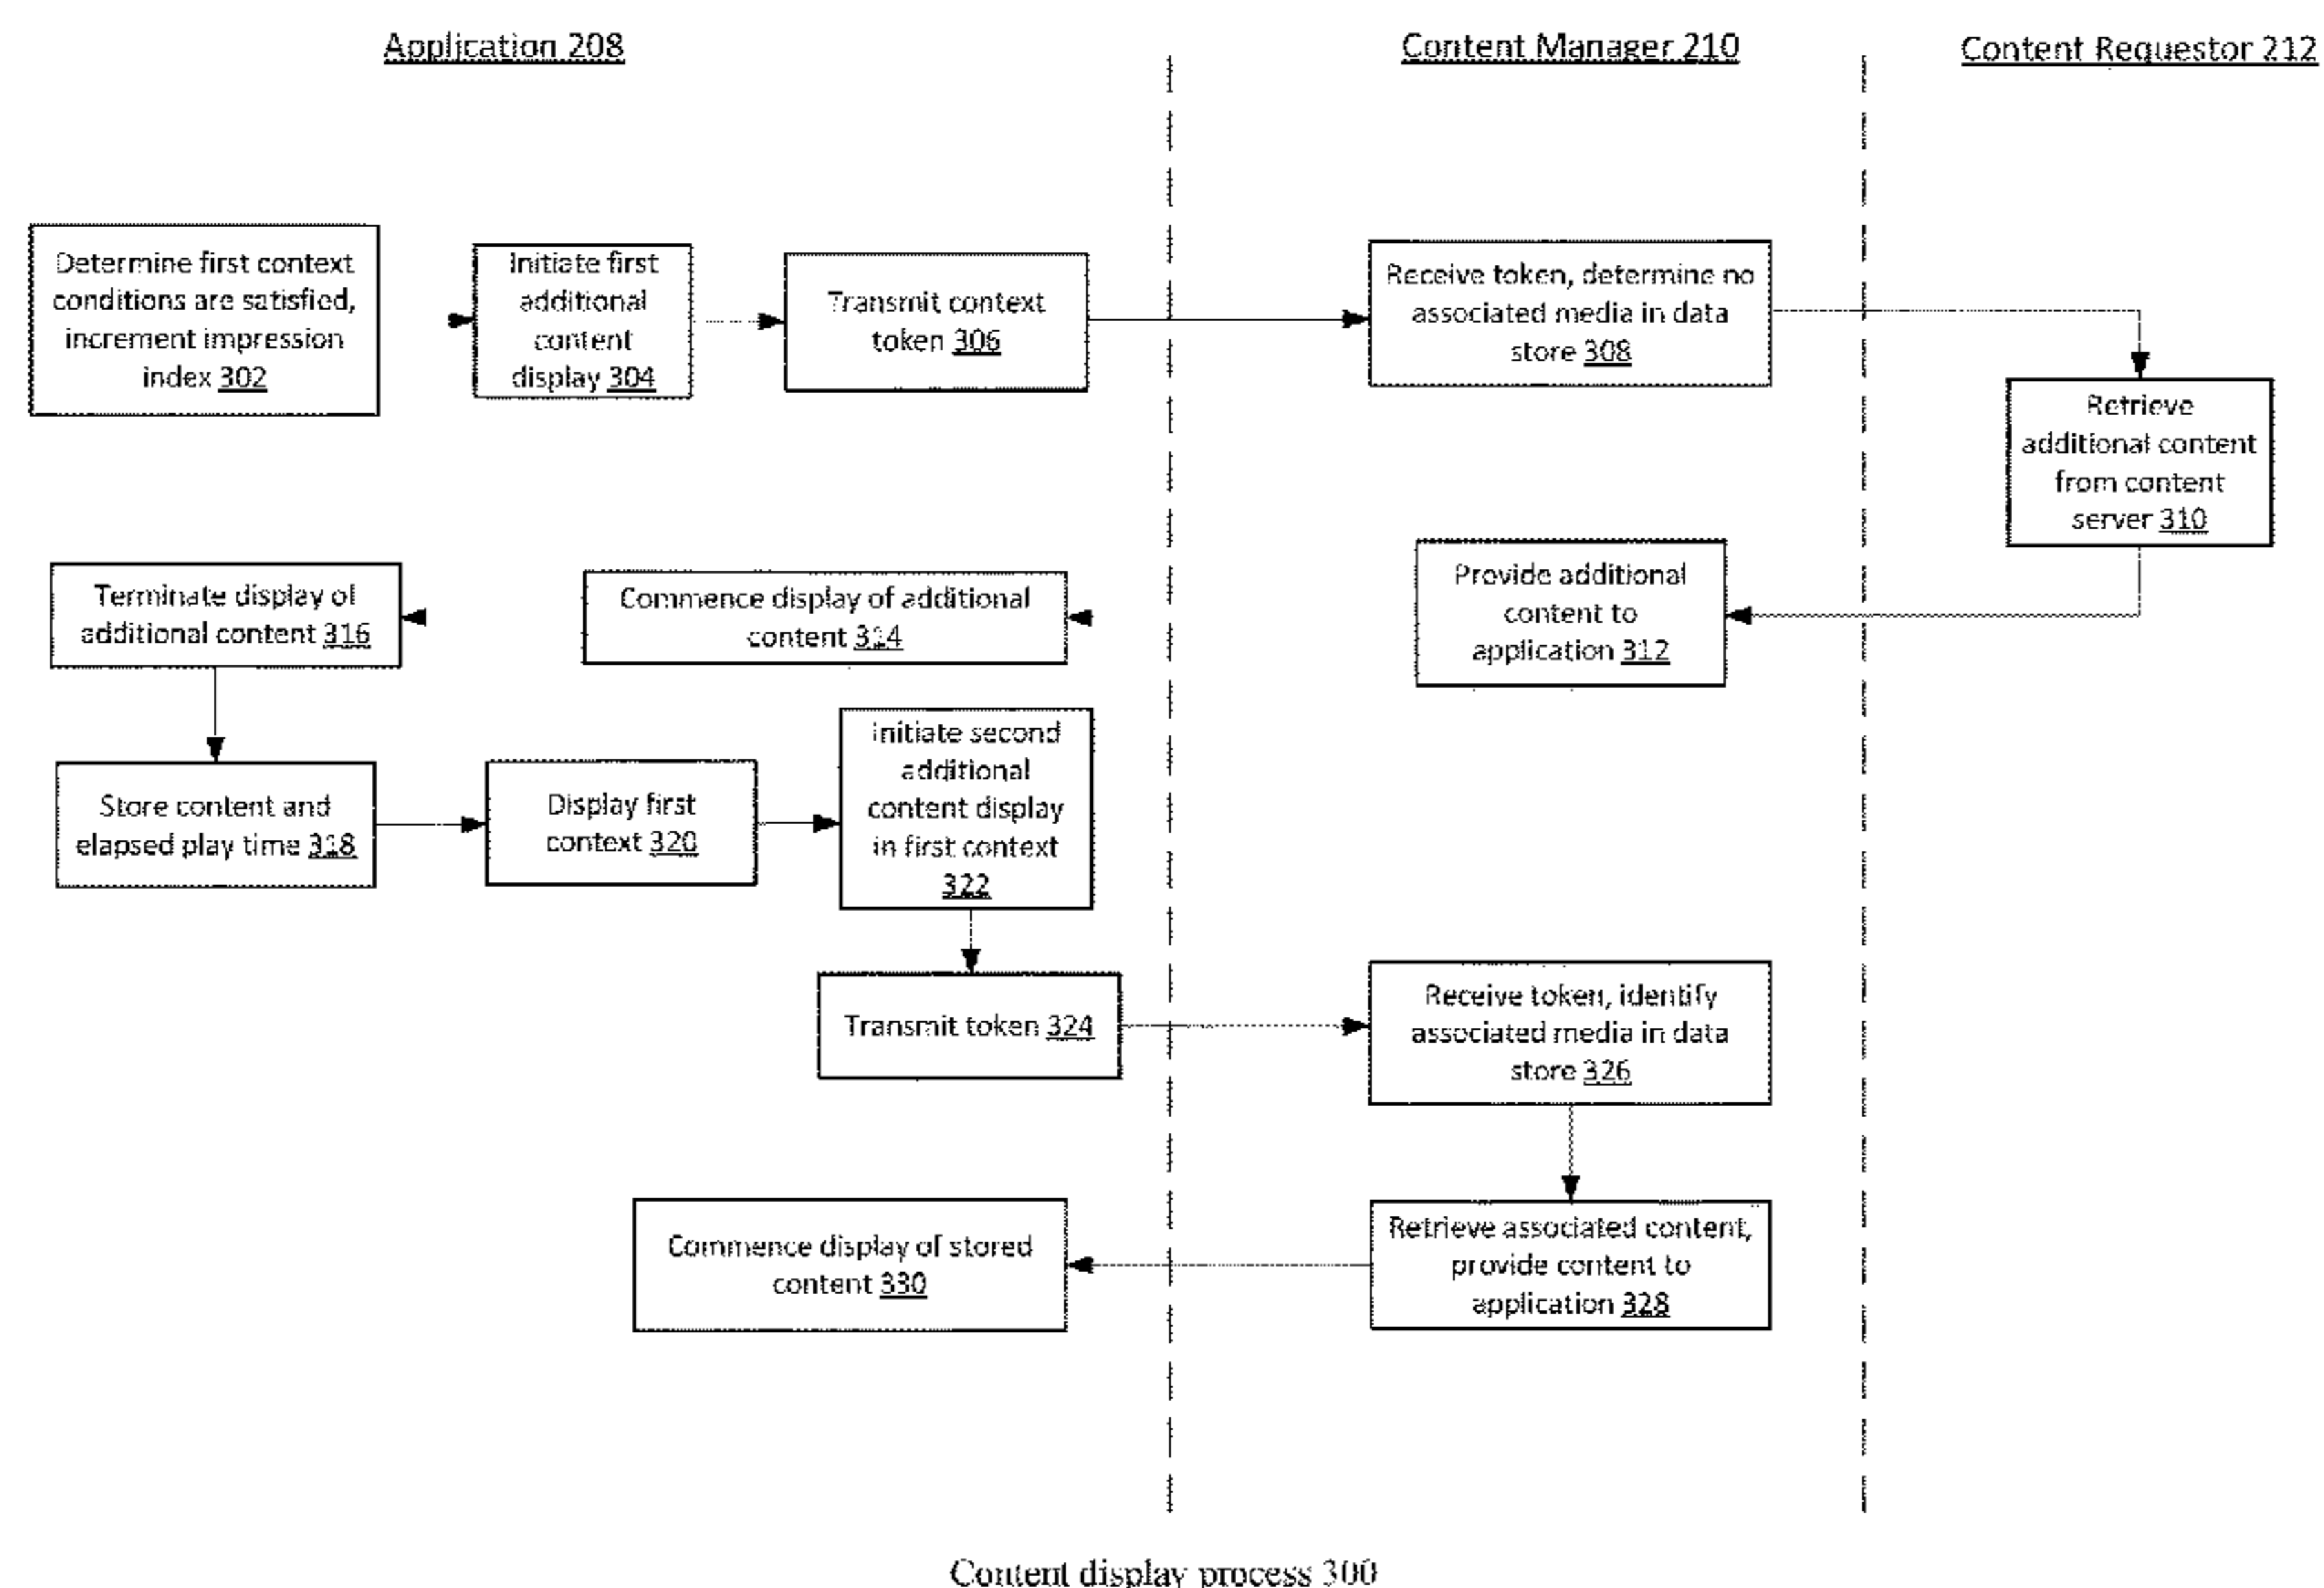 Application 208
Content Manager 210
Content Requestor 212
Determine first context
conditions are satisfied,
increment impression
index 302
Initiate first
additional
content
display 304
Transmit context
token 306
Receive token, determine no
associated media in data
store 308
Retrieve
additional content
from content
server 310
Terminate display of
additional content 316
Commence display of additional
content 314
Provide additional
content to
application 312
Store content and
elapsed play time 318
Display first
context 320
Initiate second
additional
content display
in first context
322
Transmit token 324
Receive token, identify
associated media in data
store 326
Commence display of stored
content 330
Retrieve associated content,
provide content to
application 328
Content display process 300